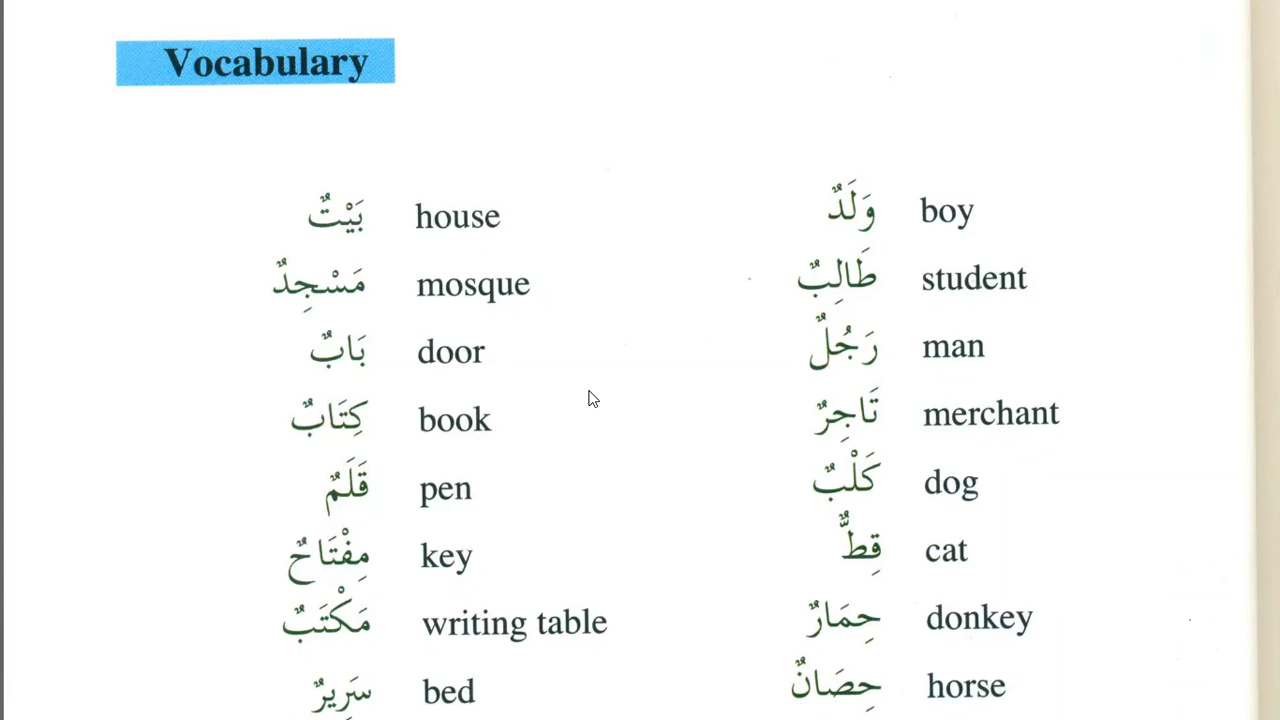 Vocabulary
بَيْتٌ house وَلَدٌ boy
مَسْجِدٌ mosque طَالِبٌ student
بَابٌ door رَجُلٌ man
كِتَابٌ book تَاجِرٌ merchant
قَلَمٌ pen كَلْبٌ dog
مِفْتَاحٌ key قِطٌّ cat
مَكْتَبٌ writing table حِمَارٌ donkey
سَرِيرٌ bed حِصَانٌ horse